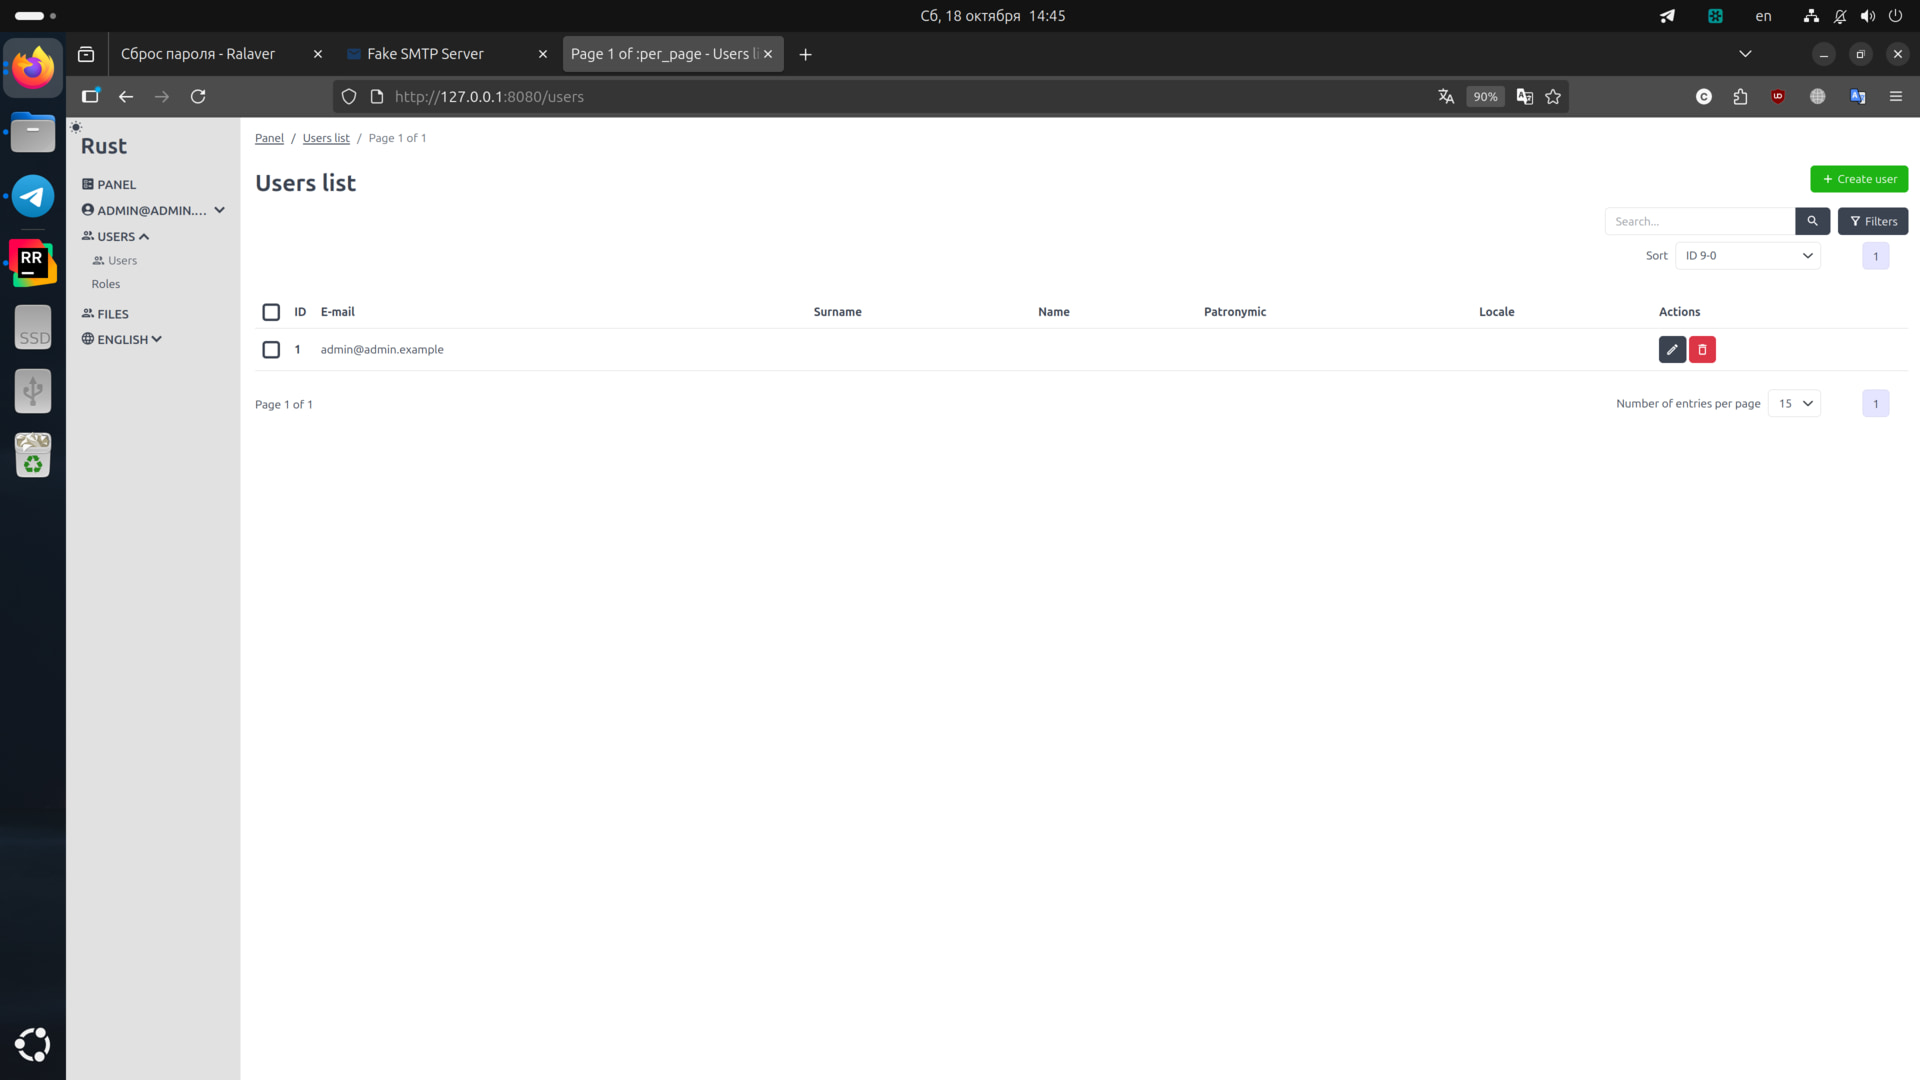 Сб, 18 октября 14:45
en
Сброс пароля - Ralaver
Fake SMTP Server
Page 1 of :per_page - Users li
http://127.0.0.1:8080/users
90%
Rust
PANEL
ADMIN@ADMIN....
USERS
Users
Roles
FILES
ENGLISH
RR
SSD
Panel / Users list / Page 1 of 1
Users list
+ Create user
Search...
Filters
Sort
ID 9-0
1
ID
E-mail
Surname
Name
Patronymic
Locale
Actions
1
admin@admin.example
Page 1 of 1
Number of entries per page
15
1